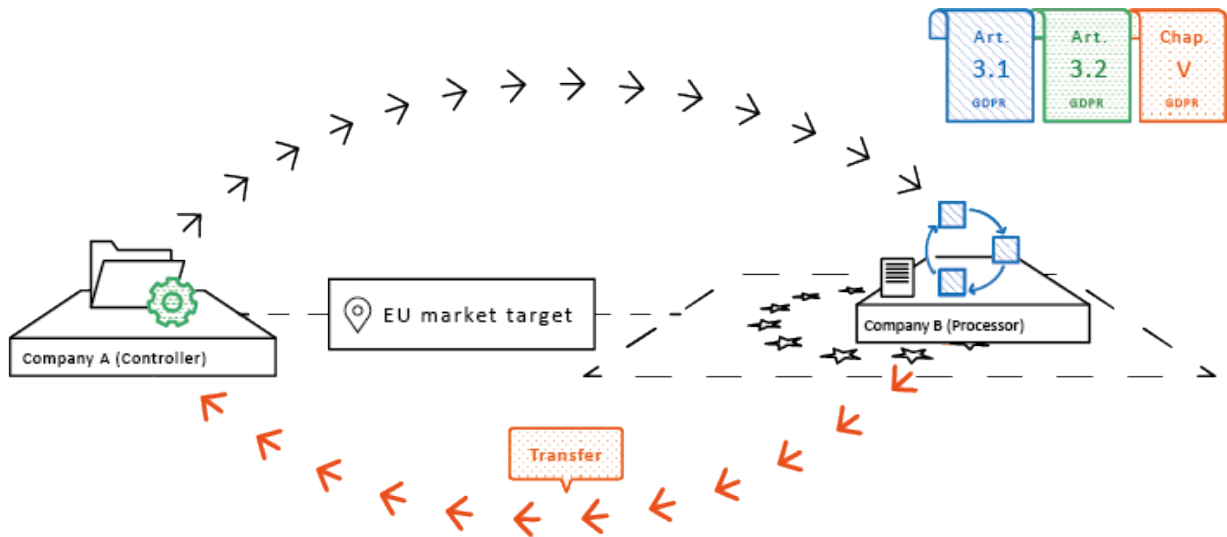 Art.
3.1
GDPR
Art.
3.2
GDPR
Chap.
V
GDPR
EU market target
Company B (Processor)
Company A (Controller)
Transfer